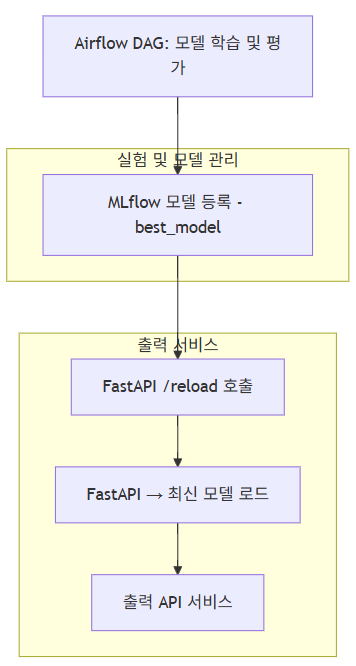 Airflow DAG: 모델 학습 및 평
가
실험 및 모델 관리
MLflow 모델 등록 -
best_model
출력 서비스
FastAPI /reload 호출
FastAPI → 최신 모델 로드
출력 API 서비스